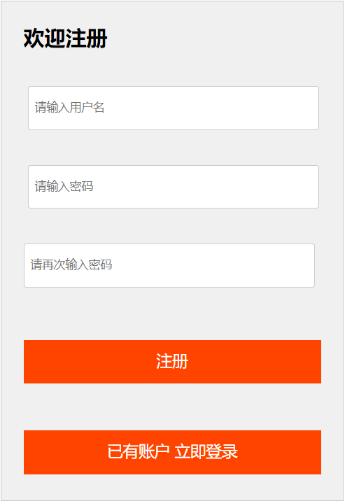 欢迎注册
请输入用户名
请输入密码
请再次输入密码
注册
已有账户 立即登录